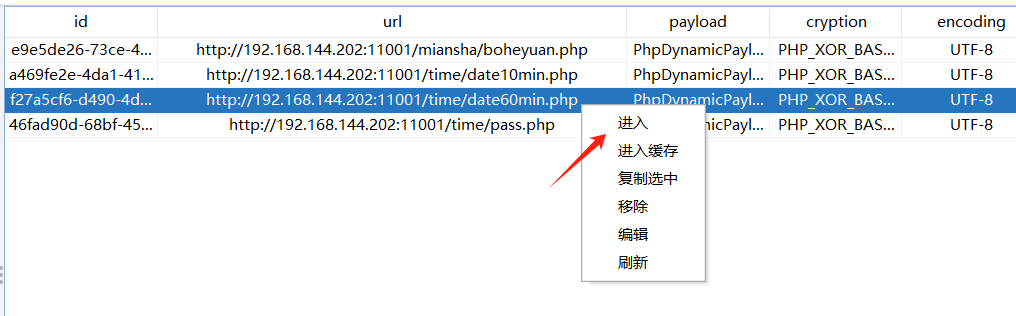 id url payload cryption encoding
e9e5de26-73ce-4... http://192.168.144.202:11001/miansha/boheyuan.php PhpDynamicPayl... PHP_XOR_BAS... UTF-8
a469fe2e-4da1-41... http://192.168.144.202:11001/time/date10min.php PhpDynamicPayl... PHP_XOR_BAS... UTF-8
f27a5cf6-d490-4d... http://192.168.144.202:11001/time/date60min.php PhpDynamicPayl... PHP_XOR_BAS... UTF-8
46fad90d-68bf-45... http://192.168.144.202:11001/time/pass.php namicPayl... PHP_XOR_BAS... UTF-8
进入
进入缓存
复制选中
移除
编辑
刷新